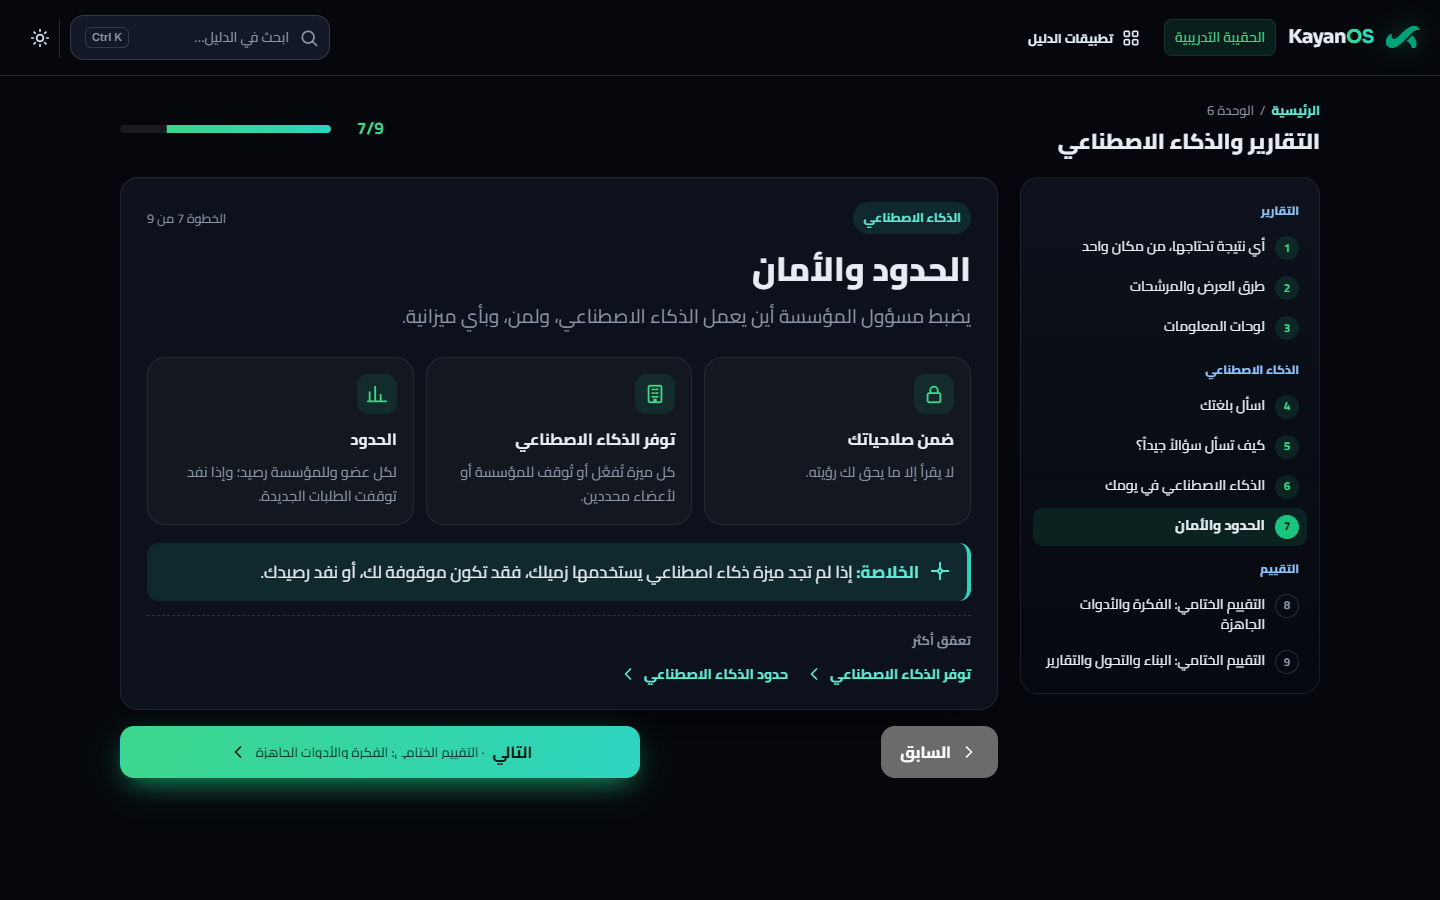 KayanOS
الحقيبة التدريبية
تطبيقات الدليل
ابحث في الدليل...
Ctrl K
الرئيسية / الوحدة 6
التقارير والذكاء الاصطناعي
7/9
التقارير
1 أي نتيجة تحتاجها، من مكان واحد
2 طرق العرض والمرشحات
3 لوحات المعلومات
الذكاء الاصطناعي
4 اسأل بلغتك
5 كيف تسأل سؤالاً جيداً؟
6 الذكاء الاصطناعي في يومك
7 الحدود والأمان
التقييم
8 التقييم الختامي: الفكرة والأدوات
الجاهزة
9 التقييم الختامي: البناء والتحول والتقارير
الذكاء الاصطناعي
الخطوة 7 من 9
الحدود والأمان
يضبط مسؤول المؤسسة أين يعمل الذكاء الاصطناعي، ولمن، وبأي ميزانية.
ضمن صلاحياتك
لا يقرأ إلا ما يحق لك رؤيته.
توفر الذكاء الاصطناعي
كل ميزة تُفعَّل أو تُوقف للمؤسسة أو
لأعضاء محددين.
الحدود
لكل عضو وللمؤسسة رصيد؛ وإذا نفد
توقفت الطلبات الجديدة.
الخلاصة: إذا لم تجد ميزة ذكاء اصطناعي يستخدمها زميلك، فقد تكون موقوفة لك، أو نفد رصيدك.
تعمّق أكثر
توفر الذكاء الاصطناعي
حدود الذكاء الاصطناعي
السابق
التالي · التقييم الختامي: الفكرة والأدوات الجاهزة